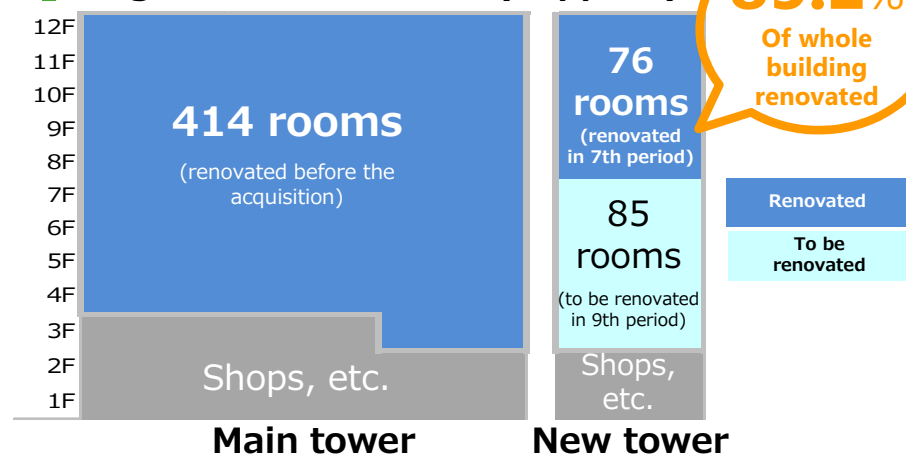 12F
11F
10F
9F
8F
7F
6F
5F
4F
3F
2F
1F
414 rooms
(renovated before the
acquisition)
Shops, etc.
Main tower
76
rooms
(renovated
in 7th period)
85
rooms
(to be renovated
in 9th period)
Shops,
etc.
New tower
%
Of whole
building
renovated
Renovated
To be
renovated